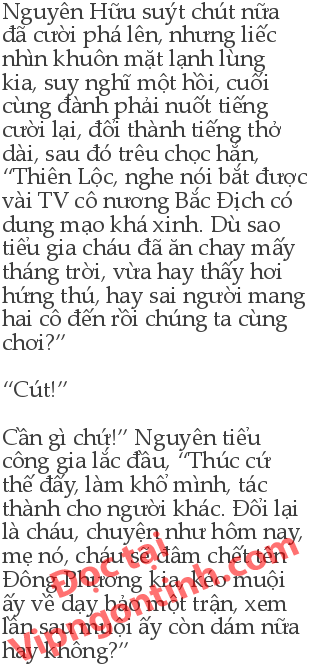 Nguyên Hữu suýt chút nữa
đã cười phá lên, nhưng liếc
nhìn khuôn mặt lạnh lùng
kia, suy nghĩ một hồi, cuối
cùng đành phải nuốt tiếng
cười lại, đổi thành tiếng thở
dài, sau đó trêu chọc hắn,
“Thiên Lộc, nghe nói bắt được
vài TV cô nương Bắc Địch có
dung mạo khá xinh. Dù sao
tiểu gia cháu đã ăn chay mấy
tháng trời, vừa hay thấy hơi
hứng thú, hay sai người mang
hai cô đến rồi chúng ta cùng
chơi?”
“Cút!”
Cần gì chứ!” Nguyên tiểu
công gia lắc đầu, “Thúc cứ
thế đấy, làm khổ mình, tác
thành cho người khác. Đổi lại
là cháu, chuyện như hôm nay,
mẹ nó, cháu sẽ đâm chết tên
Đông Phương kia, kéo muội
ấy về dạy bảo một trận, xem
lần sau muội ấy còn dám nữa
hay không?”
Đọc tại
Vipngontinh.com